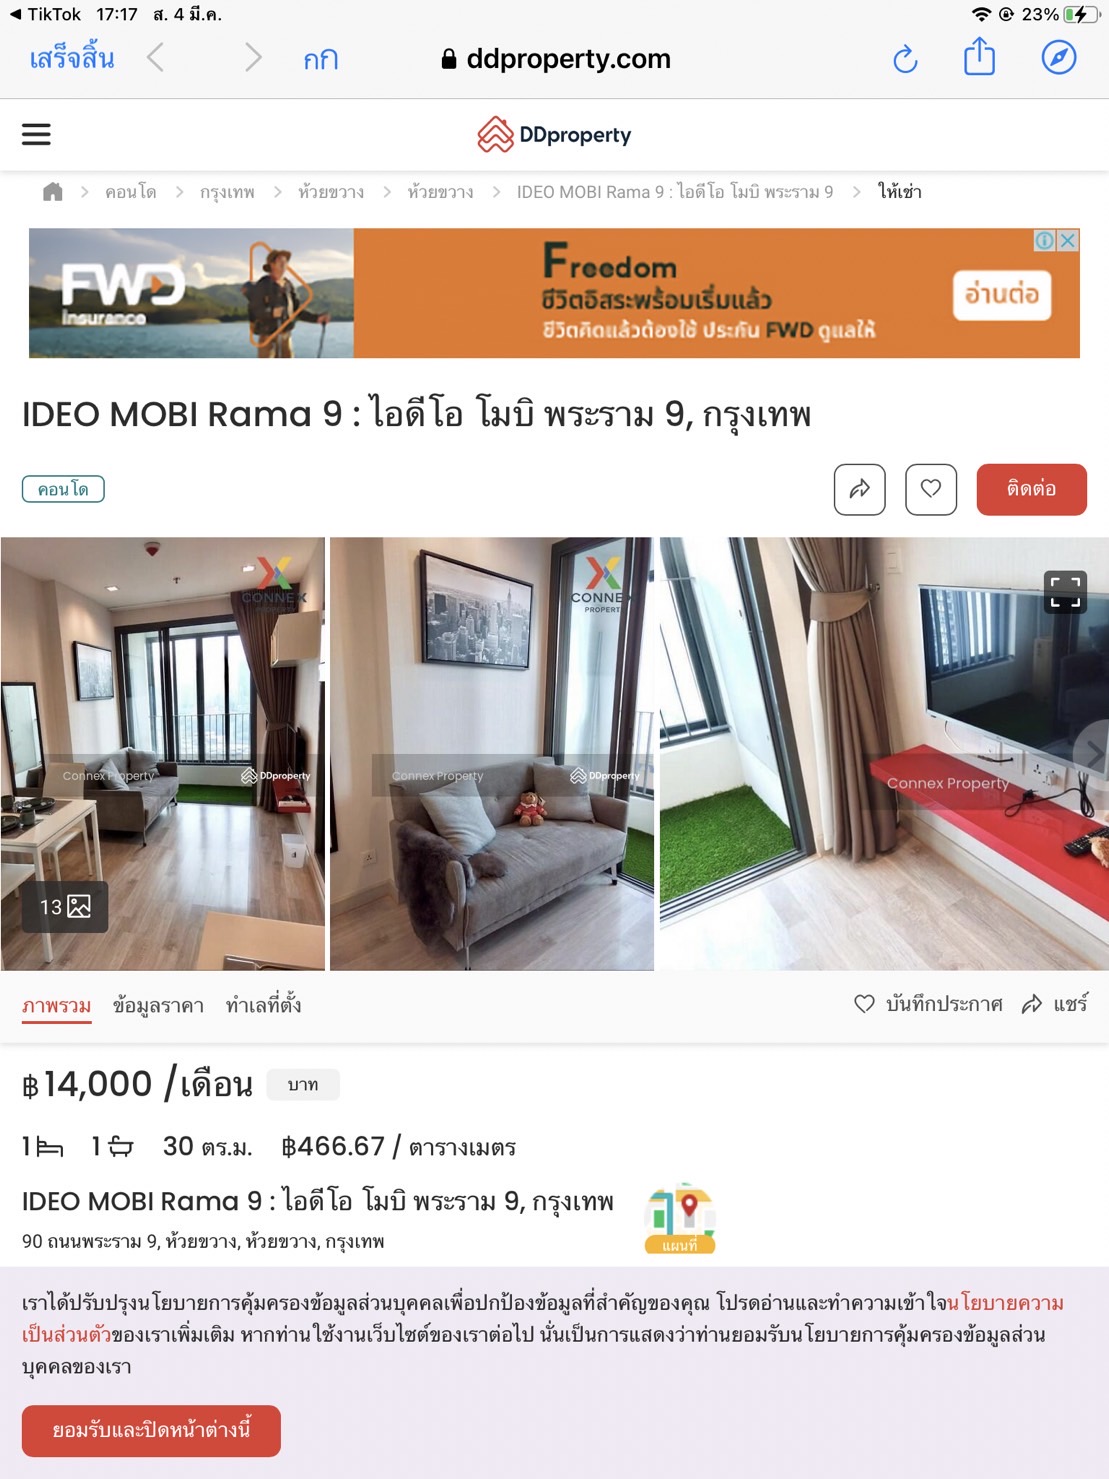 TikTok 17:17 ส. 4 มี.ค. 23%
เสร็จสิ้น กก ddproperty.com
DDproperty
คอนโด กรุงเทพ ห้วยขวาง ห้วยขวาง IDEO MOBI Rama 9 : ไอดีโอ โมบิ พระราม 9 ให้เช่า
FWD
insurance
Freedom
ชีวิตอิสระพร้อมเริ่มแล้ว
ชีวิตคิดแล้วต้องใช้ ประกัน FWD ดูแลให้
อ่านต่อ
IDEO MOBI Rama 9 : ไอดีโอ โมบิ พระราม 9, กรุงเทพ
คอนโด
ติดต่อ
CONNEX
PROPERTY
CONNEX
PROPERTY
Connex Property DDproperty
Connex Property DDproperty
Connex Property
13
ภาพรวม ข้อมูลราคา ทำเลที่ตั้ง บันทึกประกาศ แชร์
฿14,000 /เดือน บาท
1 1 30 ตร.ม. ฿466.67 / ตารางเมตร
IDEO MOBI Rama 9 : ไอดีโอ โมบิ พระราม 9, กรุงเทพ
90 ถนนพระราม 9, ห้วยขวาง, ห้วยขวาง, กรุงเทพ
แผนที่
เราได้ปรับปรุงนโยบายการคุ้มครองข้อมูลส่วนบุคคลเพื่อปกป้องข้อมูลที่สำคัญของคุณ โปรดอ่านและทำความเข้าใจนโยบายความ
เป็นส่วนตัวของเราเพิ่มเติม หากท่านใช้งานเว็บไซต์ของเราต่อไป นั่นเป็นการแสดงว่าท่านยอมรับนโยบายการคุ้มครองข้อมูลส่วน
บุคคลของเรา
ยอมรับและปิดหน้าต่างนี้